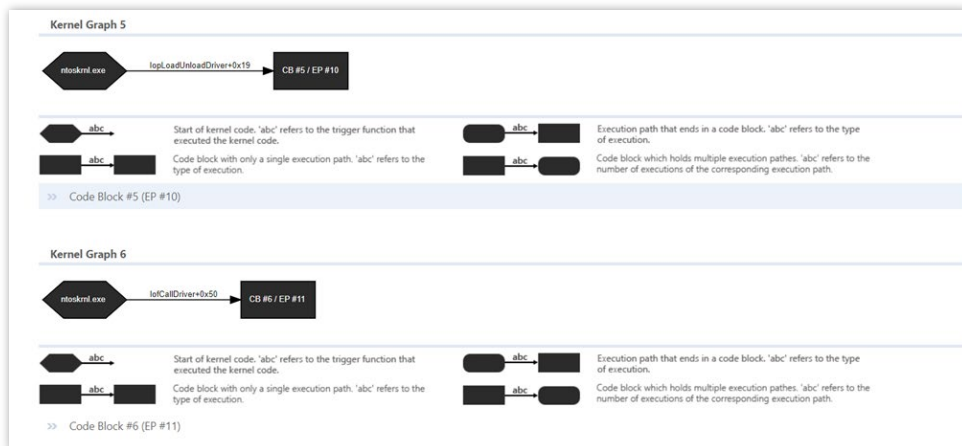 Kernel Graph 5
ntoskrnl.exe
IopLoadUnloadDriver+0x19
CB #5 / EP #10
abc
Start of kernel code. 'abc' refers to the trigger function that
executed the kernel code.
abc
Execution path that ends in a code block. 'abc' refers to the type
of execution.
abc
Code block with only a single execution path. 'abc' refers to the
type of execution.
abc
Code block which holds multiple execution pathes. 'abc' refers to the
number of executions of the corresponding execution path.
>> Code Block #5 (EP #10)
Kernel Graph 6
ntoskrnl.exe
IofCallDriver+0x50
CB #6 / EP #11
abc
Start of kernel code. 'abc' refers to the trigger function that
executed the kernel code.
abc
Execution path that ends in a code block. 'abc' refers to the type
of execution.
abc
Code block with only a single execution path. 'abc' refers to the
type of execution.
abc
Code block which holds multiple execution pathes. 'abc' refers to the
number of executions of the corresponding execution path.
>> Code Block #6 (EP #11)